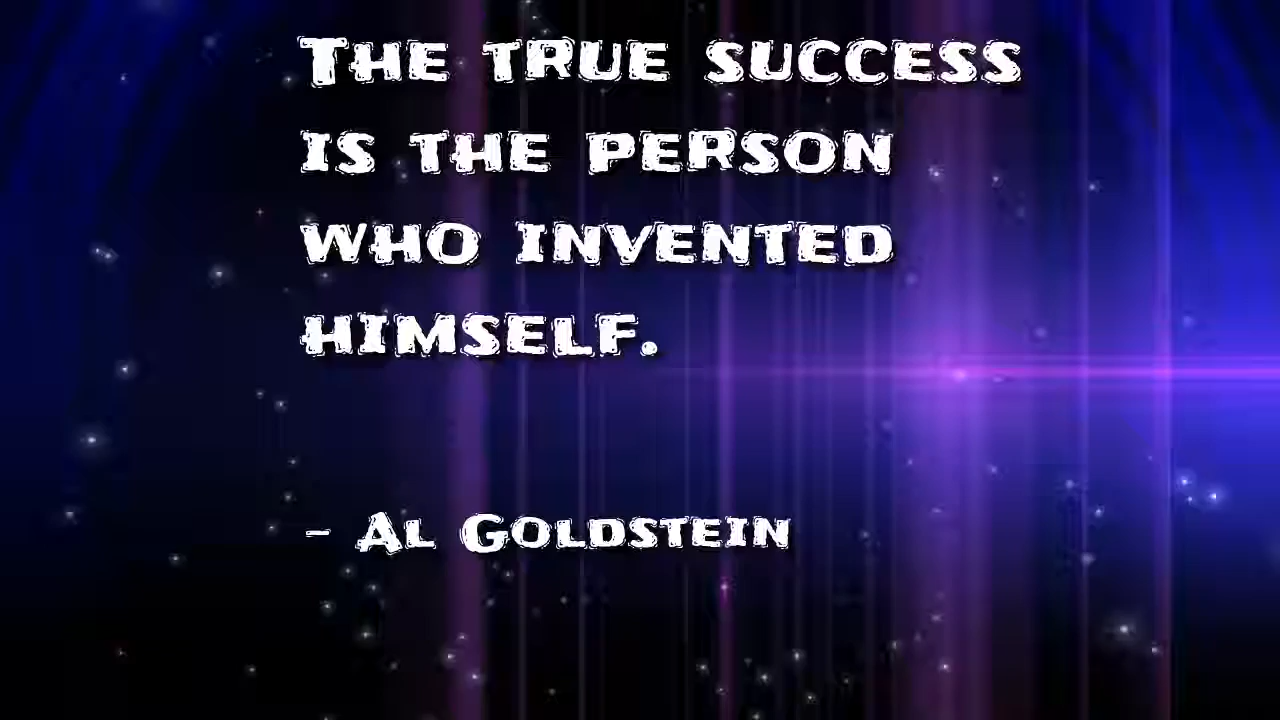 The true success
is the person
who invented
himself.
- Al Goldstein